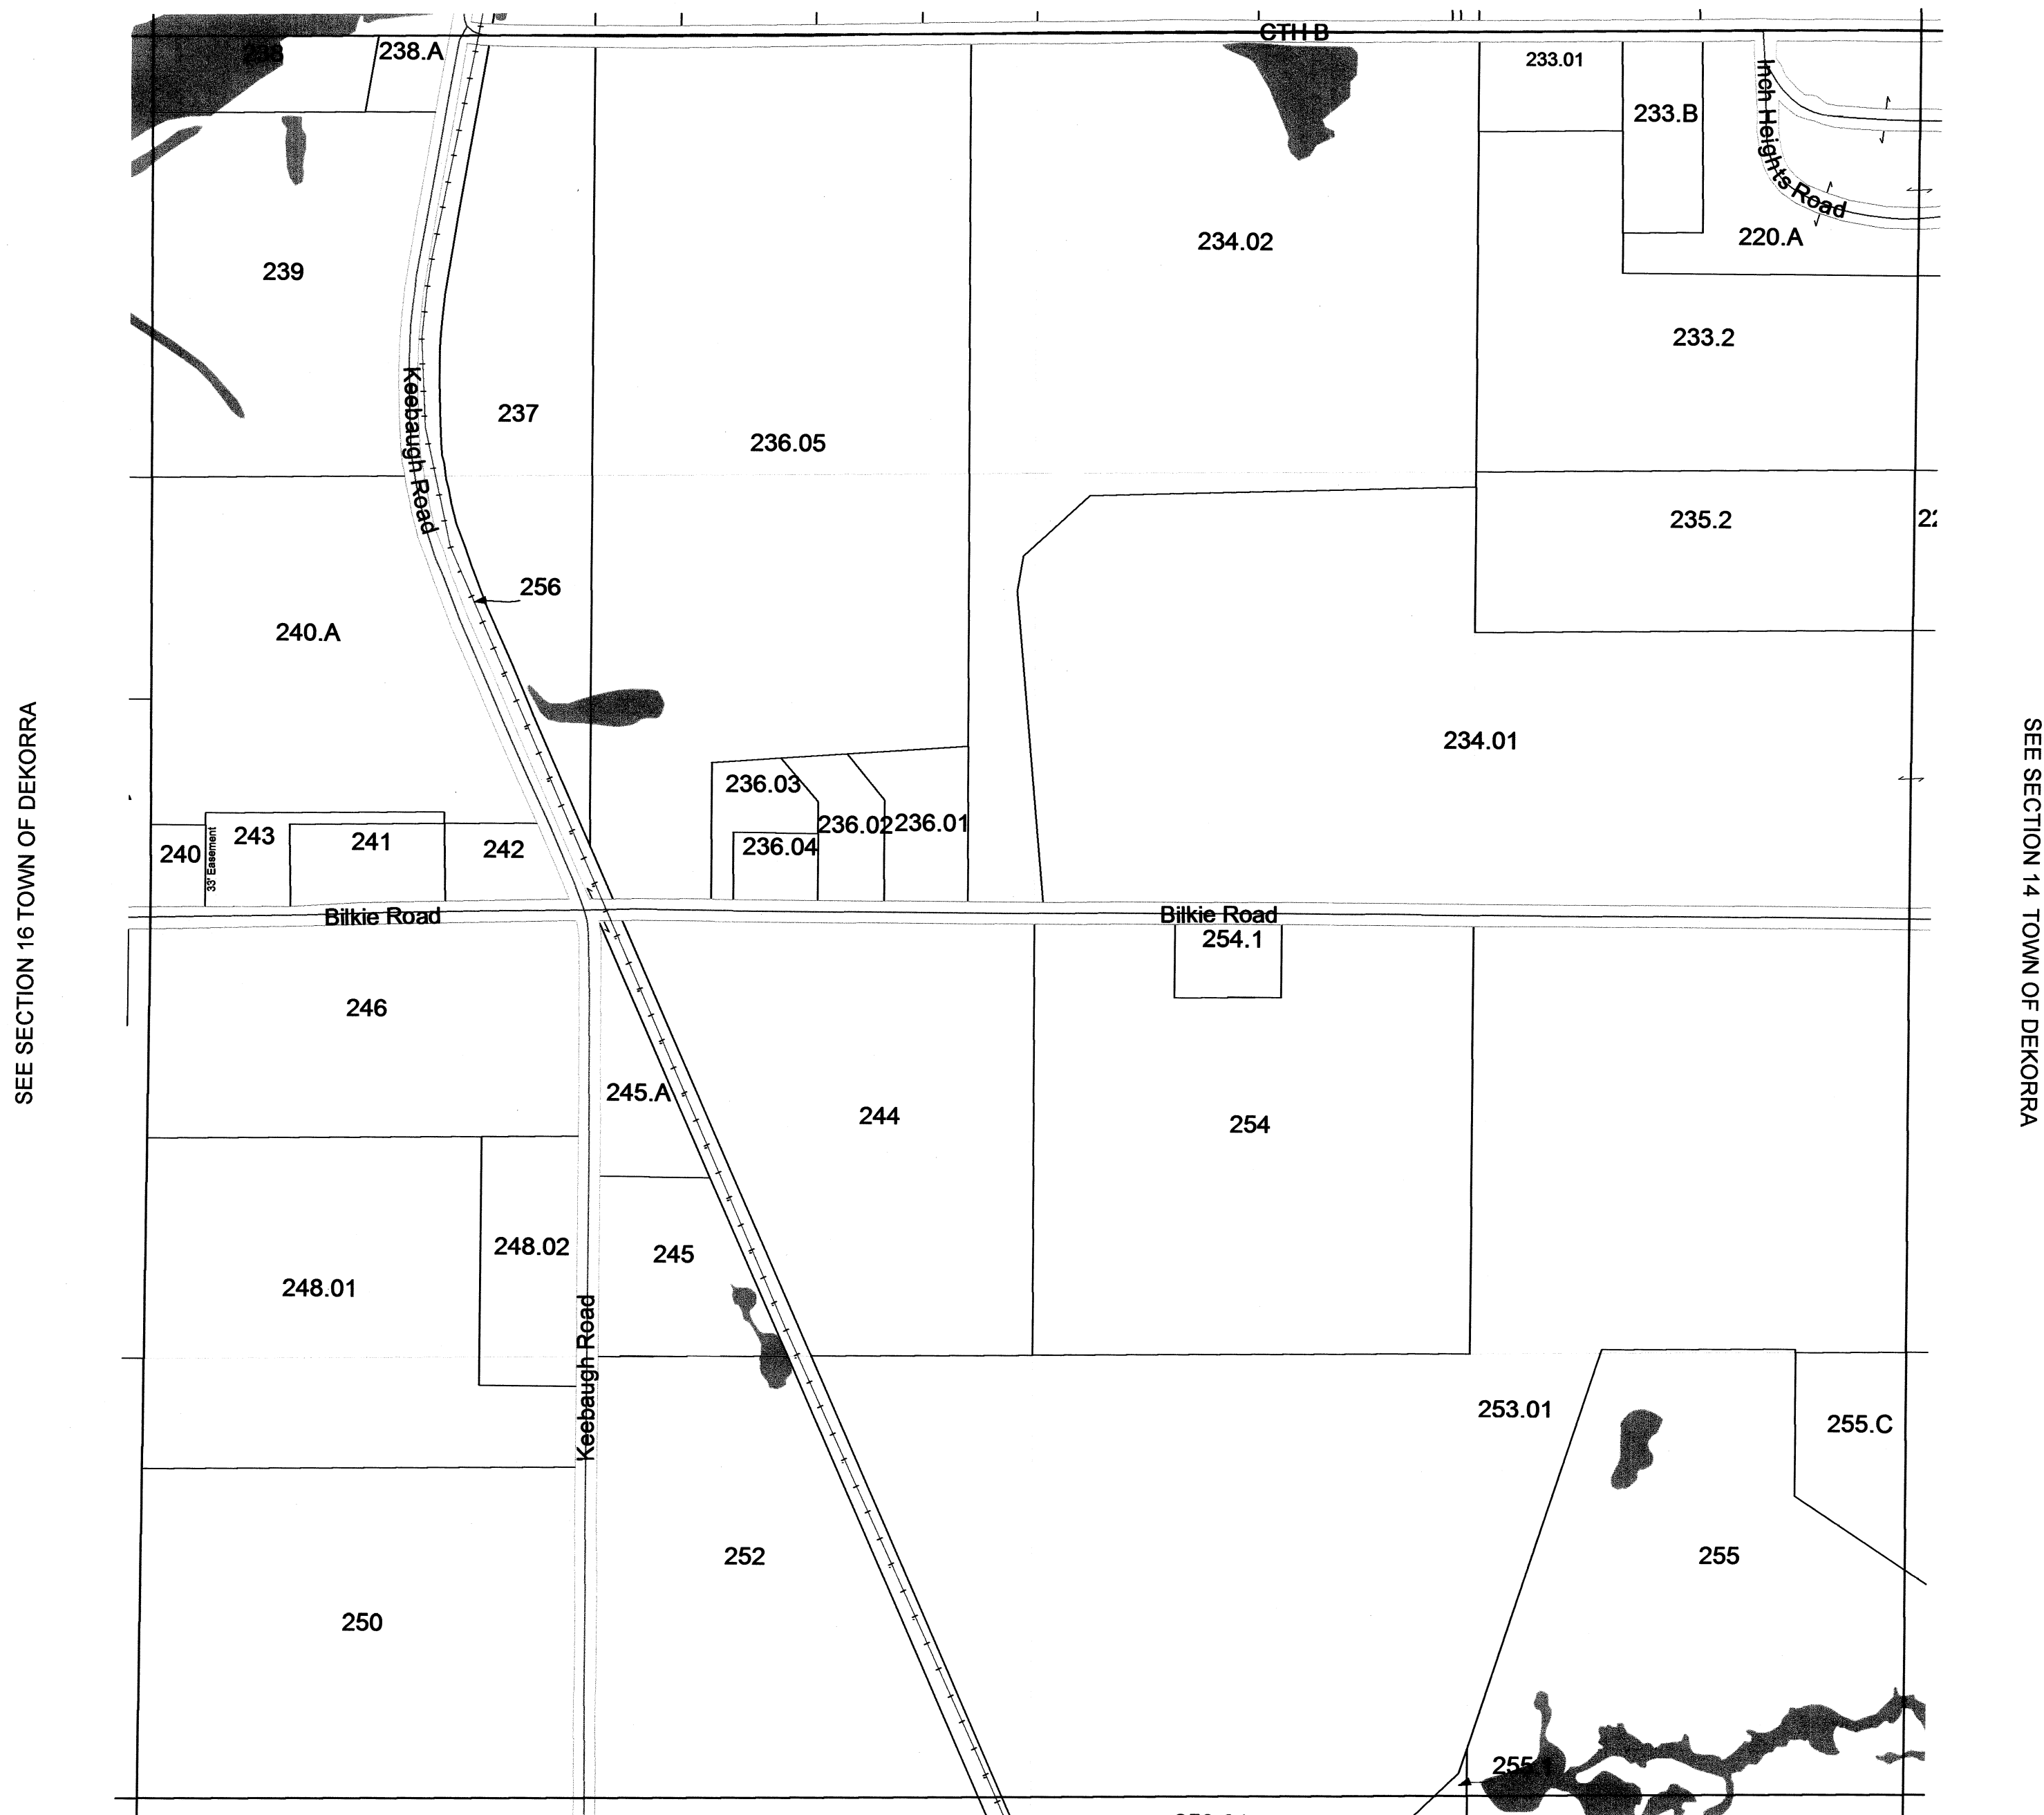 CTH B
238.A
233.01
233.B
Inch Heights Road
234.02
220.A
239
233.2
Keebaugh Road
237
236.05
235.2
256
240.A
234.01
236.03
236.02
236.01
236.04
240
33' Easement
243
241
242
Bilkie Road
Bilkie Road
254.1
246
245.A
244
254
248.02
245
248.01
Keebaugh Road
253.01
255.C
252
255
250
SEE SECTION 16 TOWN OF DEKORRA
SEE SECTION 14 TOWN OF DEKORRA